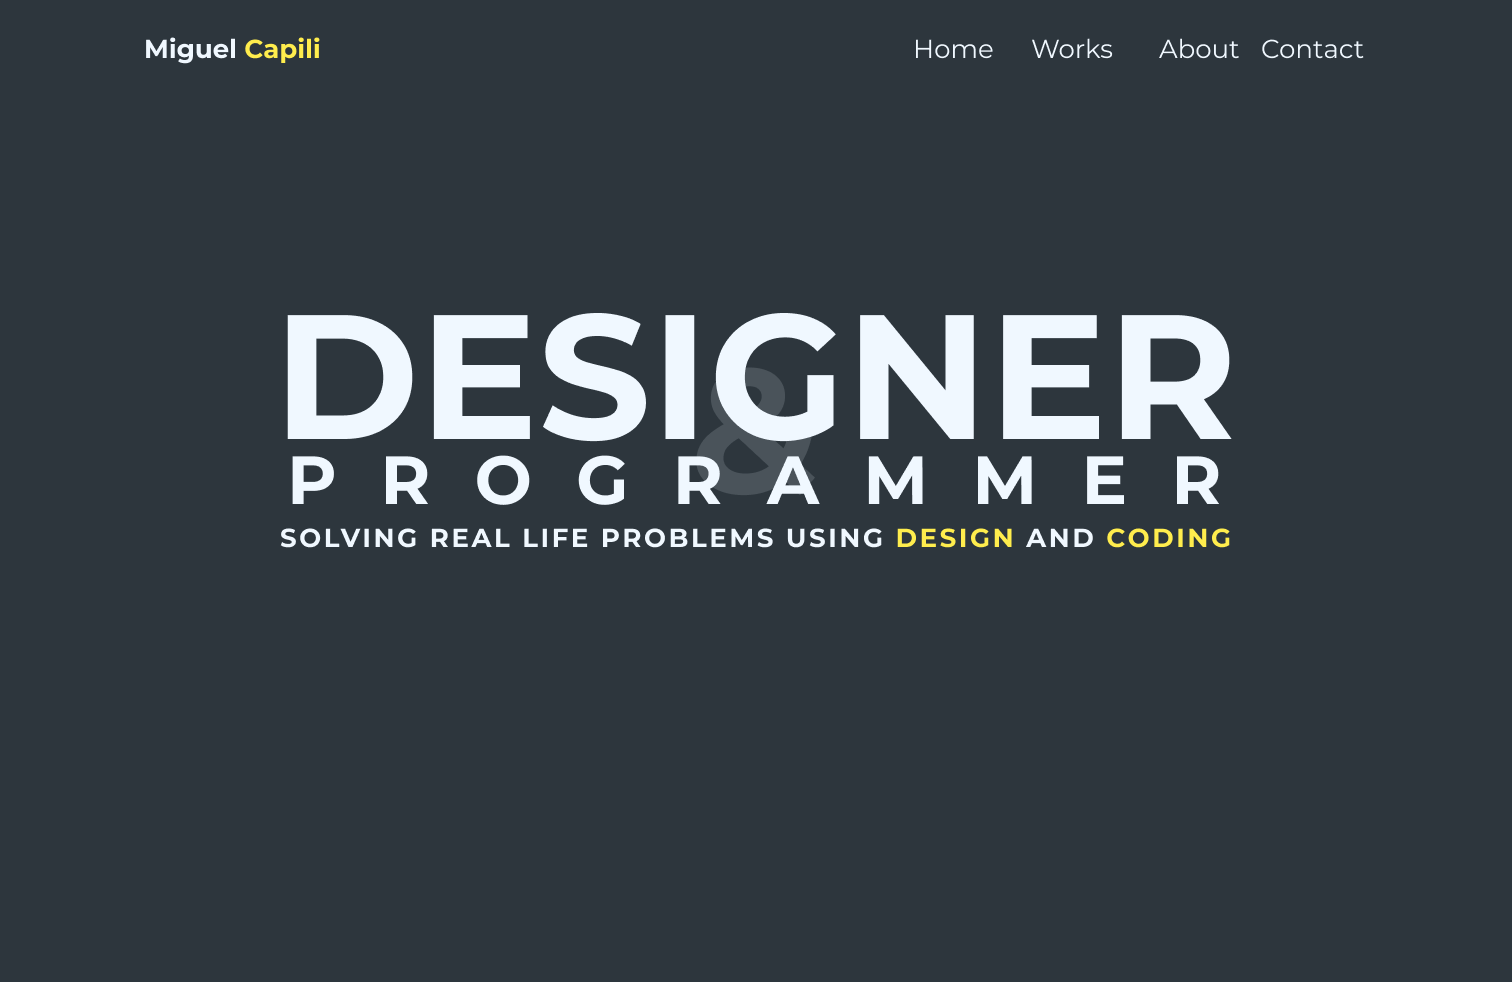 Miguel Capili
Home Works About Contact
DESIGNER
&
PROGRAMMER
SOLVING REAL LIFE PROBLEMS USING DESIGN AND CODING